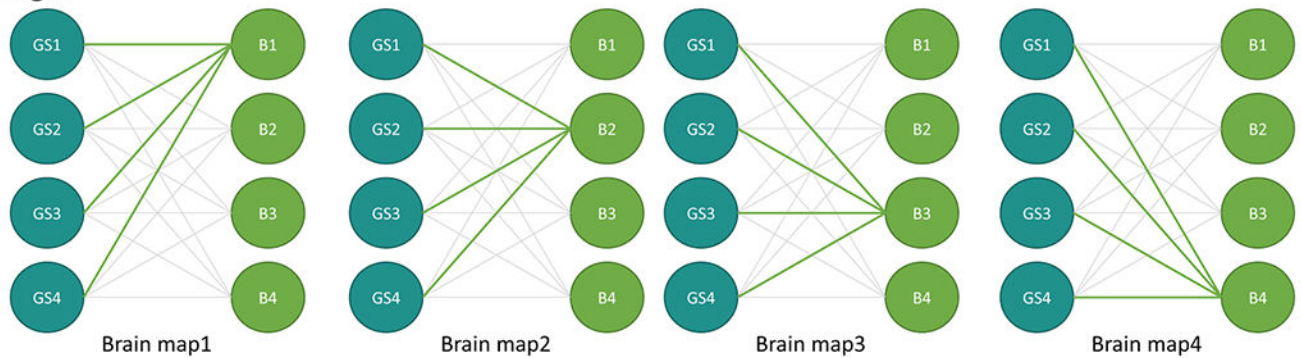 GS1 B1 GS1 B1 GS1 B1 GS1 B1
GS2 B2 GS2 B2 GS2 B2 GS2 B2
GS3 B3 GS3 B3 GS3 B3 GS3 B3
GS4 B4 GS4 B4 GS4 B4 GS4 B4
Brain map1 Brain map2 Brain map3 Brain map4